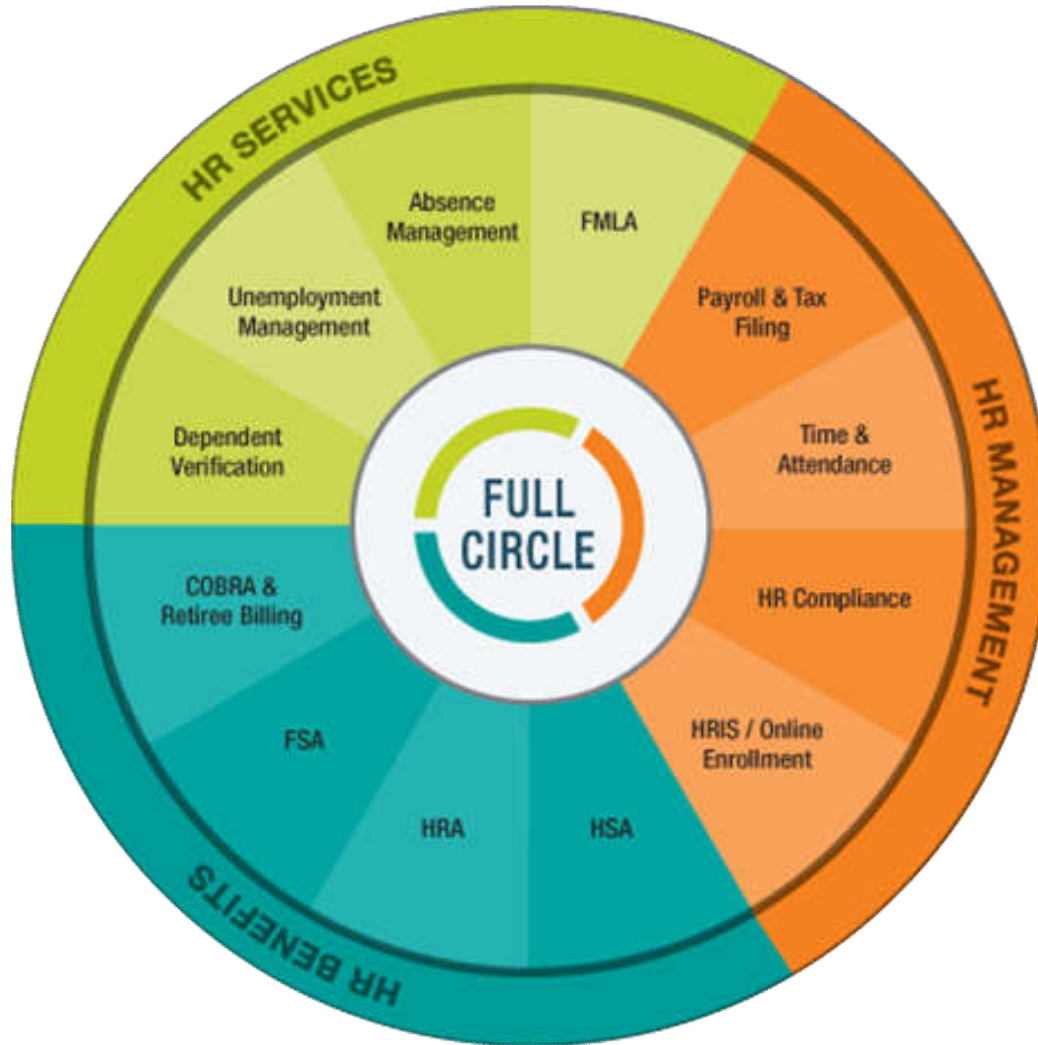 HR SERVICES
Absence
Management
FMLA
Unemployment
Management
Dependent
Verification
HR MANAGEMENT
Payroll & Tax
Filing
Time &
Attendance
HR Compliance
HRIS / Online
Enrollment
HR BENEFITS
COBRA &
Retiree Billing
FSA
HRA
HSA
FULL
CIRCLE